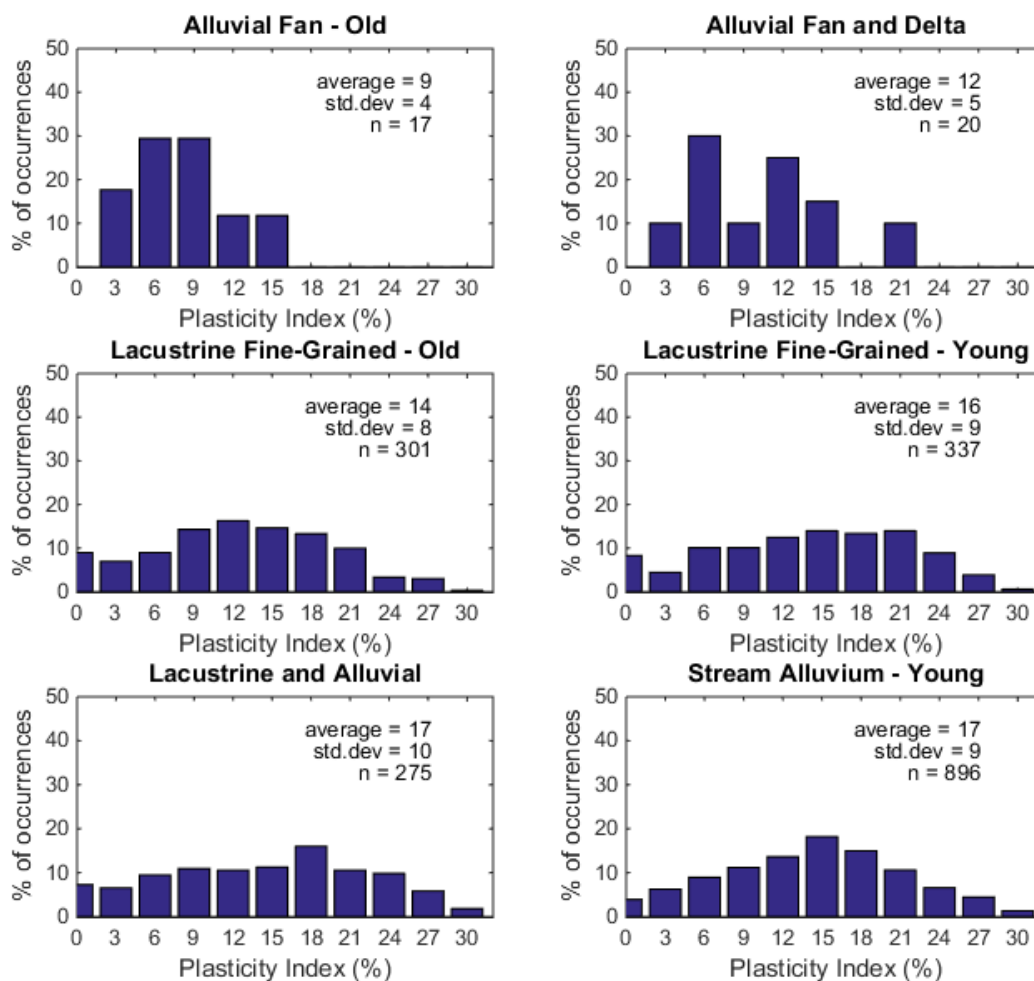 Alluvial Fan - Old
average = 9
std.dev = 4
n = 17
% of occurrences
50
40
30
20
10
0
0 3 6 9 12 15 18 21 24 27 30
Plasticity Index (%)
Alluvial Fan and Delta
average = 12
std.dev = 5
n = 20
% of occurrences
50
40
30
20
10
0
0 3 6 9 12 15 18 21 24 27 30
Plasticity Index (%)
Lacustrine Fine-Grained - Old
average = 14
std.dev = 8
n = 301
% of occurrences
50
40
30
20
10
0
0 3 6 9 12 15 18 21 24 27 30
Plasticity Index (%)
Lacustrine Fine-Grained - Young
average = 16
std.dev = 9
n = 337
% of occurrences
50
40
30
20
10
0
0 3 6 9 12 15 18 21 24 27 30
Plasticity Index (%)
Lacustrine and Alluvial
average = 17
std.dev = 10
n = 275
% of occurrences
50
40
30
20
10
0
0 3 6 9 12 15 18 21 24 27 30
Plasticity Index (%)
Stream Alluvium - Young
average = 17
std.dev = 9
n = 896
% of occurrences
50
40
30
20
10
0
0 3 6 9 12 15 18 21 24 27 30
Plasticity Index (%)